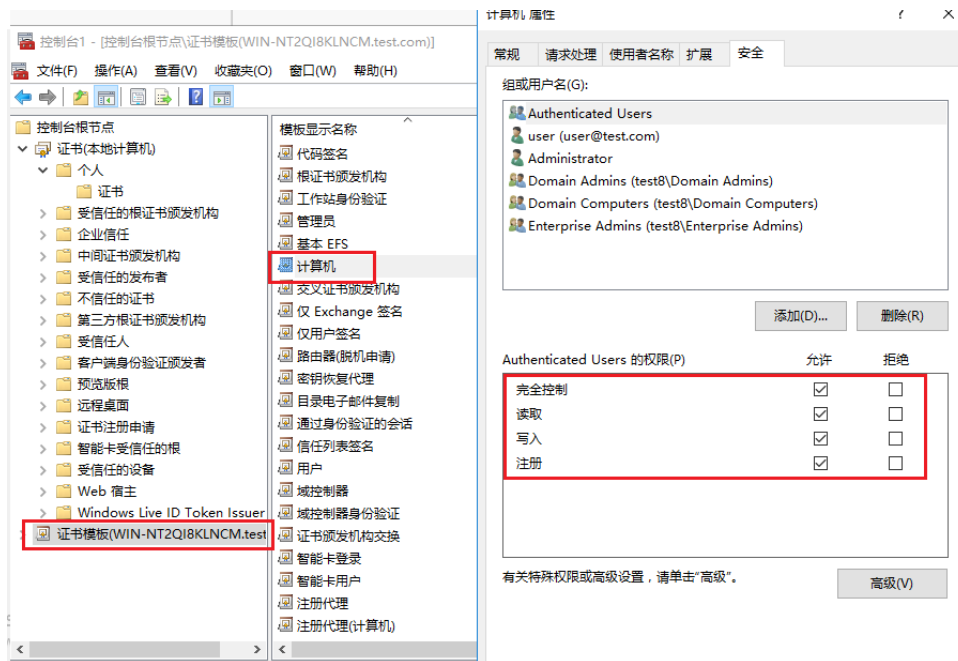 控制台1 - [控制台根节点\证书模板(WIN-NT2QI8KLNCM.test.com)]
文件(F) 操作(A) 查看(V) 收藏夹(O) 窗口(W) 帮助(H)
控制台根节点
证书(本地计算机)
个人
证书
受信任的根证书颁发机构
企业信任
中间证书颁发机构
受信任的发布者
不信任的证书
第三方根证书颁发机构
受信任人
客户端身份验证颁发者
预览版根
远程桌面
证书注册申请
智能卡受信任的根
受信任的设备
Web 宿主
Windows Live ID Token Issuer
证书模板(WIN-NT2QI8KLNCM.test
模板显示名称
代码签名
根证书颁发机构
工作站身份验证
管理员
基本 EFS
计算机
交叉证书颁发机构
仅 Exchange 签名
仅用户签名
路由器(脱机申请)
密钥恢复代理
目录电子邮件复制
通过身份验证的会话
信任列表签名
用户
域控制器
域控制器身份验证
证书颁发机构交换
智能卡登录
智能卡用户
注册代理
注册代理(计算机)
计算机 属性
?
常规 请求处理 使用者名称 扩展 安全
组或用户名(G):
Authenticated Users
user (user@test.com)
Administrator
Domain Admins (test8\Domain Admins)
Domain Computers (test8\Domain Computers)
Enterprise Admins (test8\Enterprise Admins)
添加(D)... 删除(R)
Authenticated Users 的权限(P) 允许 拒绝
完全控制
读取
写入
注册
有关特殊权限或高级设置，请单击“高级”。
高级(V)